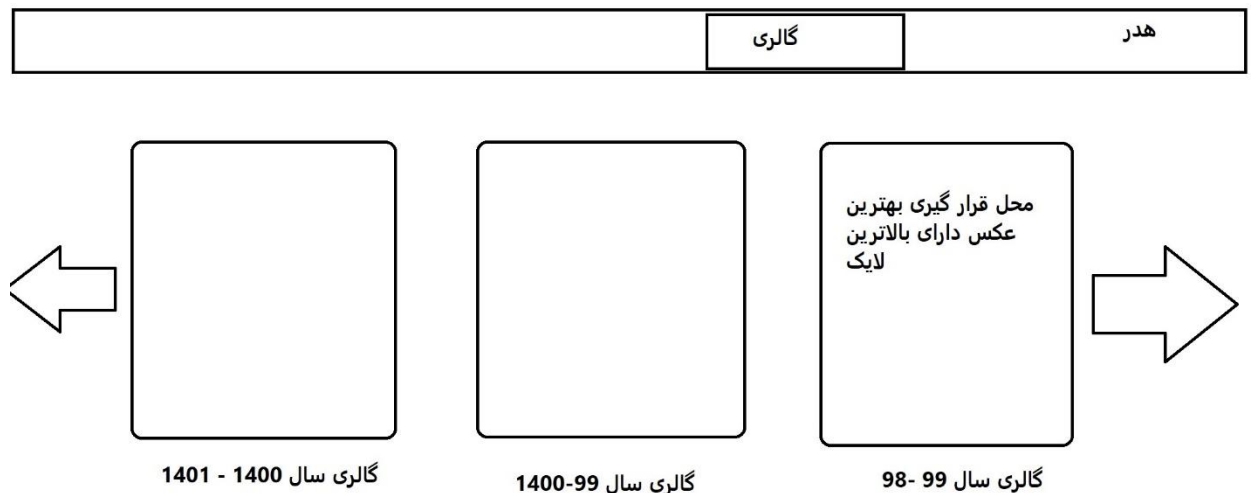 هدر
گالری
محل قرار گیری بهترین
عکس دارای بالاترین
لایک
گالری سال 99 -98
گالری سال 99-1400
گالری سال 1400 - 1401